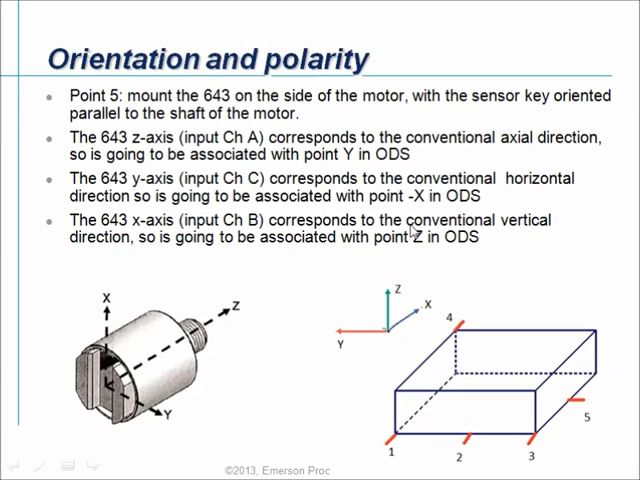 Orientation and polarity
Point 5: mount the 643 on the side of the motor, with the sensor key oriented
parallel to the shaft of the motor.
The 643 z-axis (input Ch A) corresponds to the conventional axial direction,
so is going to be associated with point Y in ODS
The 643 y-axis (input Ch C) corresponds to the conventional horizontal
direction so is going to be associated with point -X in ODS
The 643 x-axis (input Ch B) corresponds to the conventional vertical
direction, so is going to be associated with point Z in ODS
X
Z
Y
Z
X
Y
4
5
1
2
3
©2013, Emerson Proc